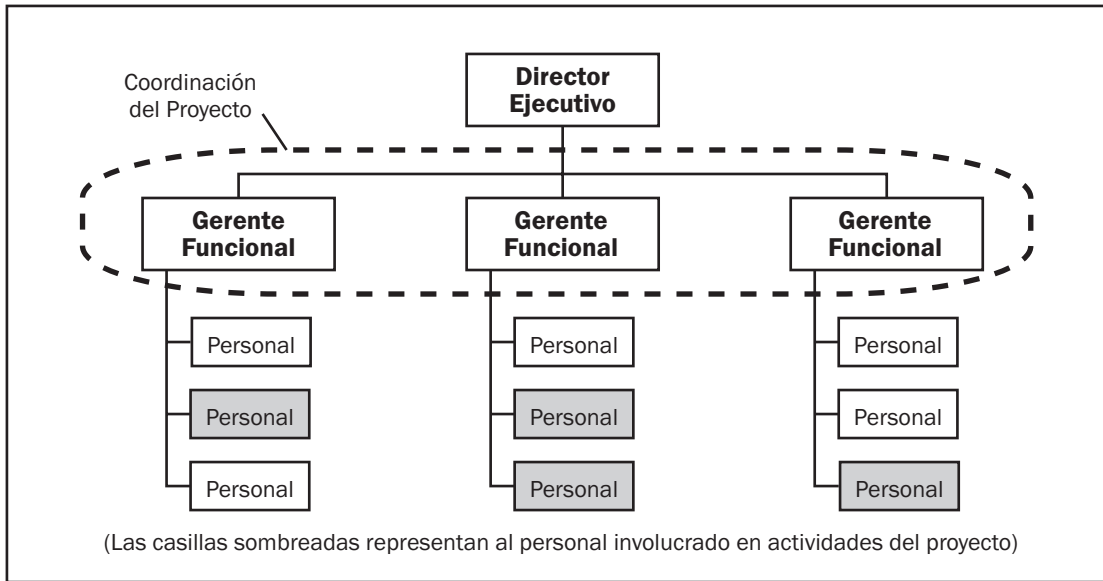 Coordinación
del Proyecto
Director
Ejecutivo
Gerente
Funcional
Gerente
Funcional
Gerente
Funcional
Personal
Personal
Personal
Personal
Personal
Personal
Personal
Personal
Personal
(Las casillas sombreadas representan al personal involucrado en actividades del proyecto)